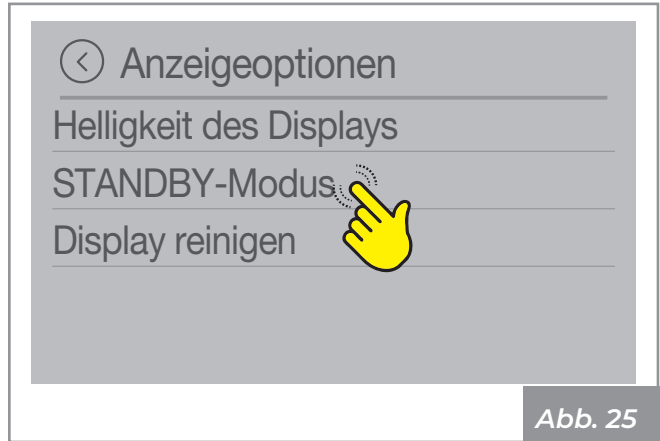 Anzeigeoptionen
Helligkeit des Displays
STANDBY-Modus
Display reinigen
Abb. 25